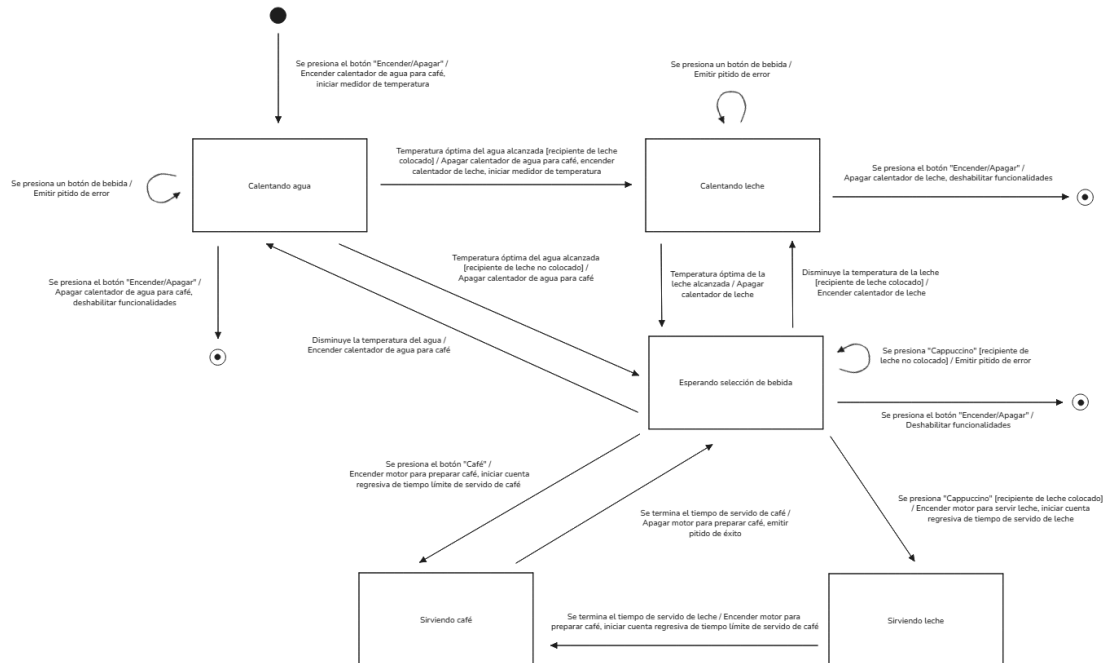 Se presiona el botón "Encender/Apagar" /
Encender calentador de agua para café,
iniciar medidor de temperatura
Se presiona un botón de bebida /
Emitir pitido de error
Se presiona un botón de bebida /
Emitir pitido de error
Calentando agua
Temperatura óptima del agua alcanzada [recipiente de leche
colocado] / Apagar calentador de agua para café, encender
calentador de leche, iniciar medidor de temperatura
Calentando leche
Se presiona el botón "Encender/Apagar" /
Apagar calentador de leche, deshabilitar funcionalidades
Se presiona el botón "Encender/Apagar" /
Apagar calentador de agua para café,
deshabilitar funcionalidades
Temperatura óptima del agua alcanzada
[recipiente de leche no colocado] /
Apagar calentador de agua para café
Temperatura óptima de la
leche alcanzada / Apagar
calentador de leche
Disminuye la temperatura de la leche
[recipiente de leche colocado] /
Encender calentador de leche
Disminuye la temperatura del agua /
Encender calentador de agua para café
Esperando selección de bebida
Se presiona "Cappuccino" [recipiente de
leche no colocado] / Emitir pitido de error
Se presiona el botón "Encender/Apagar" /
Deshabilitar funcionalidades
Se presiona el botón "Café" /
Encender motor para preparar café, iniciar cuenta
regresiva de tiempo límite de servido de café
Se termina el tiempo de servido de café /
Apagar motor para preparar café, emitir
pitido de éxito
Se presiona "Cappuccino" [recipiente de leche colocado]
/ Encender motor para servir leche, iniciar cuenta
regresiva de tiempo de servido de leche
Sirviendo café
Se termina el tiempo de servido de leche / Encender motor para
preparar café, iniciar cuenta regresiva de tiempo límite de servido de café
Sirviendo leche